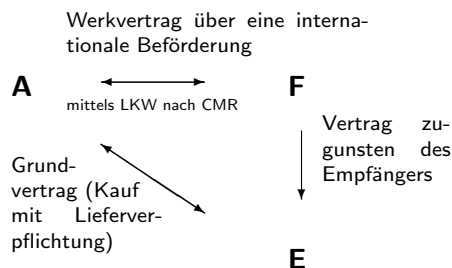 Werkvertrag über eine interna-
tionale Beförderung
A
F
mittels LKW nach CMR
Vertrag zu-
gunsten des
Empfängers
Grund-
vertrag (Kauf
mit Lieferver-
pflichtung)
E